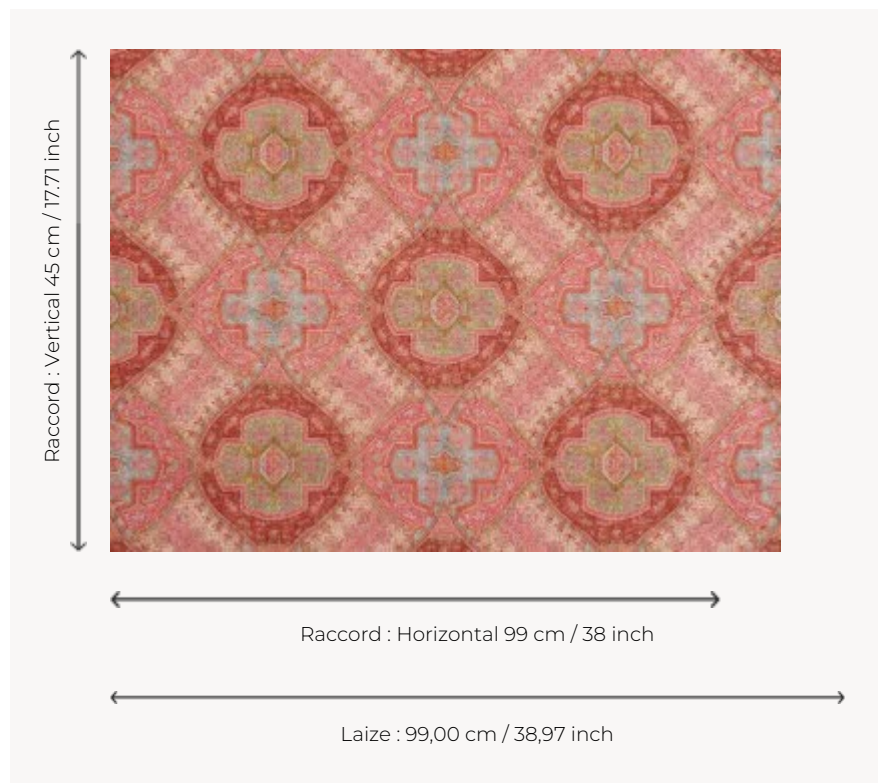 Raccord : Vertical 45 cm / 17.71 inch
Raccord : Horizontal 99 cm / 38 inch
Laize : 99,00 cm / 38,97 inch